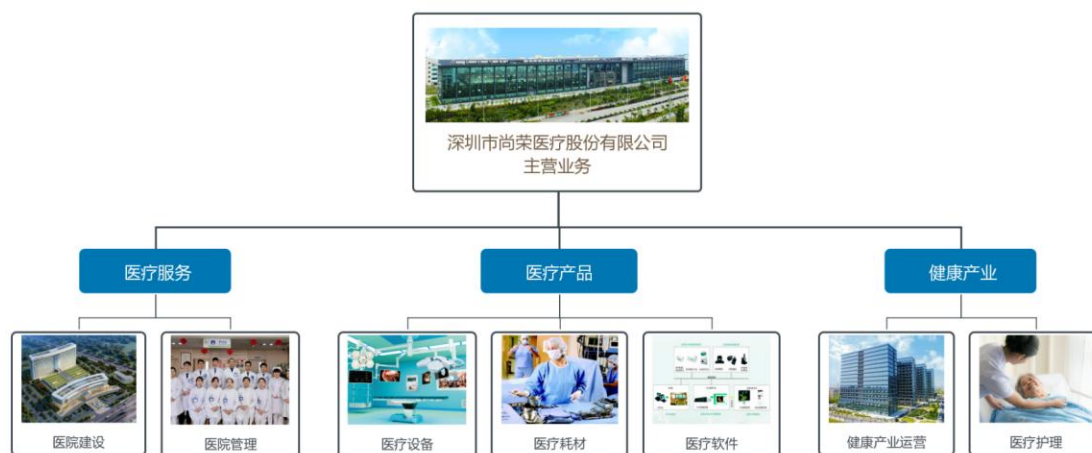 深圳市尚荣医疗股份有限公司
主营业务
医疗服务
医疗产品
健康产业
医院建设
医院管理
医疗设备
医疗耗材
医疗软件
健康产业运营
医疗护理